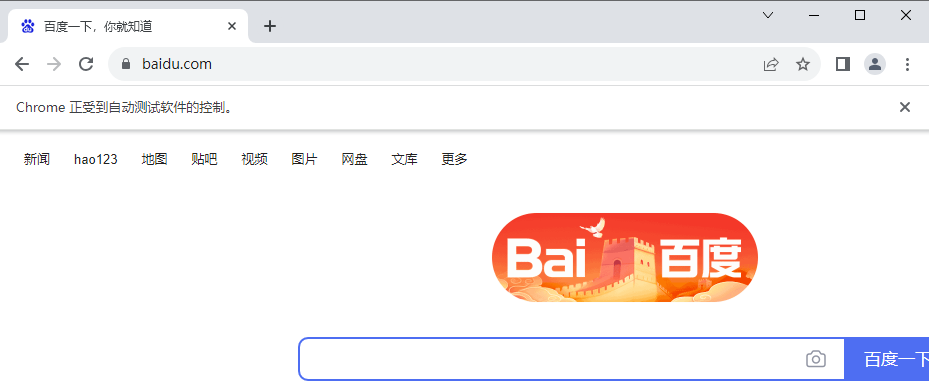 百度一下，你就知道
baidu.com
Chrome 正受到自动测试软件的控制。
新闻 hao123 地图 贴吧 视频 图片 网盘 文库 更多
Bai 百度
百度一下